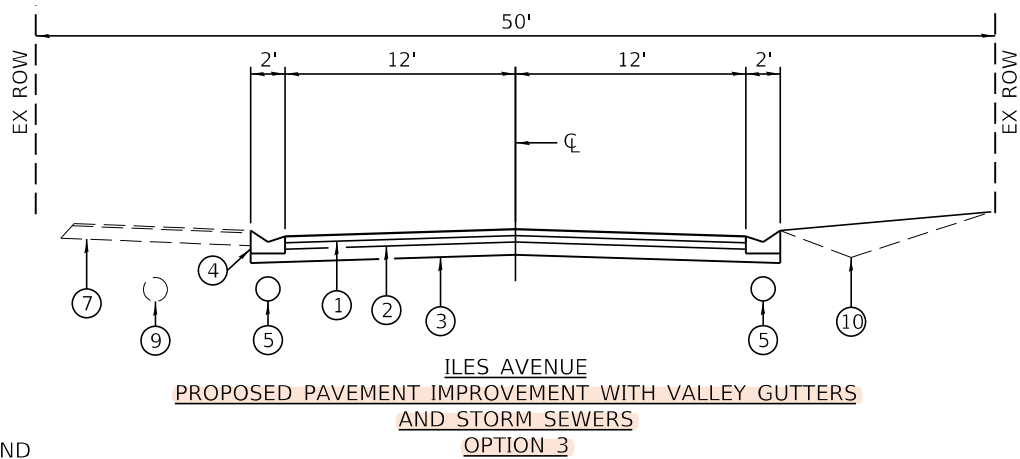 50'
2' 12' 12' 2'
EX ROW
EX ROW
℄
4
7
1
2
3
10
9
5
5
ILES AVENUE
PROPOSED PAVEMENT IMPROVEMENT WITH VALLEY GUTTERS
AND STORM SEWERS
OPTION 3
ND